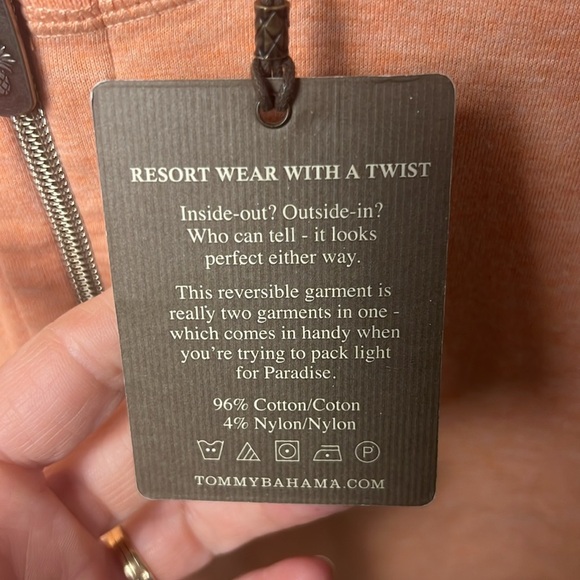 RESORT WEAR WITH A TWIST
Inside-out? Outside-in?
Who can tell - it looks
perfect either way.
This reversible garment is
really two garments in one -
which comes in handy when
you're trying to pack light
for Paradise.
96% Cotton/Coton
4% Nylon/Nylon
P
TOMMYBAHAMA.COM